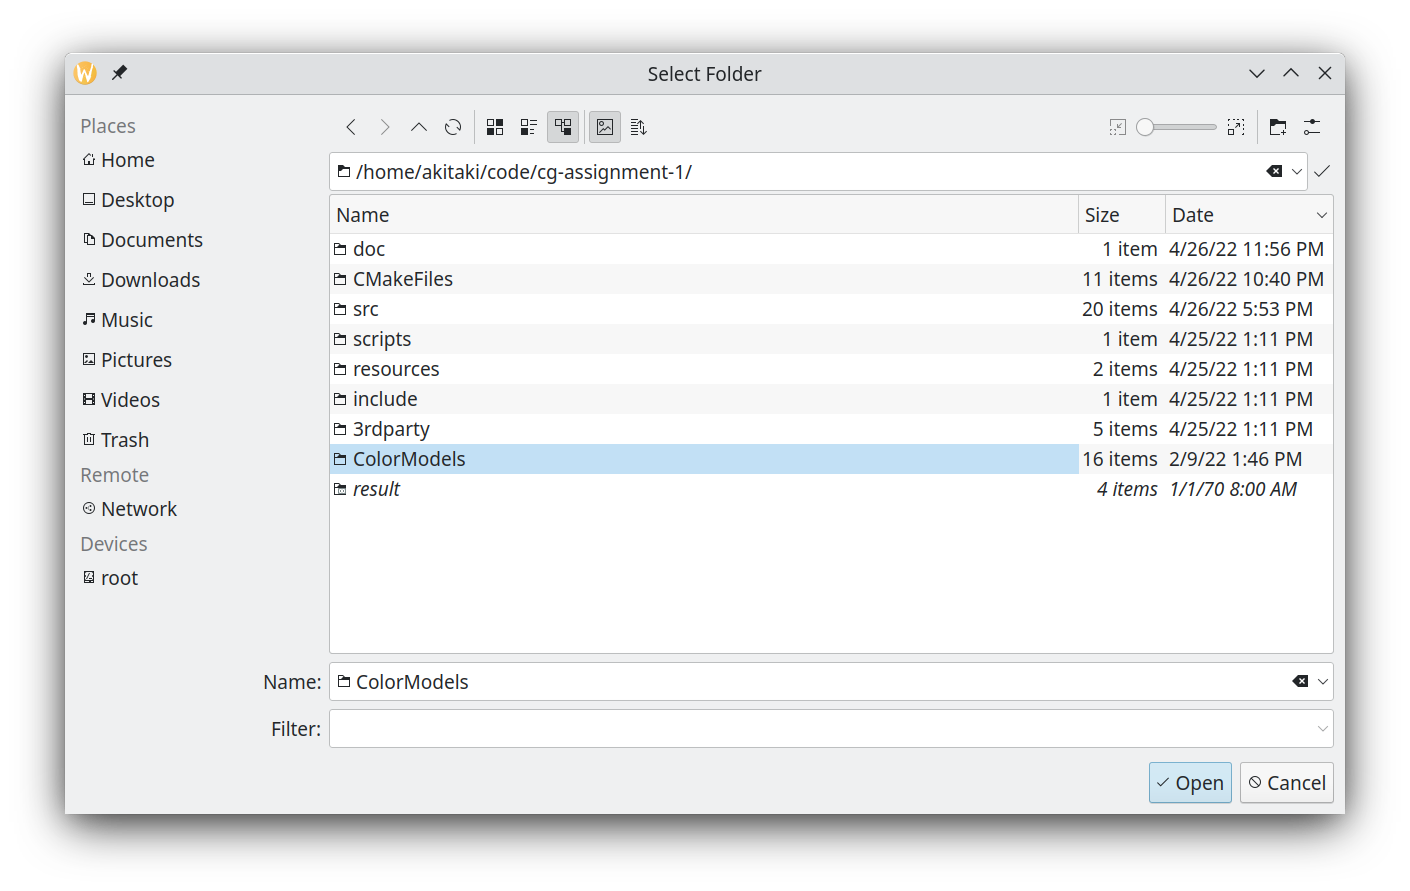 Select Folder
Places
Home
Desktop
Documents
Downloads
Music
Pictures
Videos
Trash
Remote
Network
Devices
root
/home/akitaki/code/cg-assignment-1/
Name Size Date
doc 1 item 4/26/22 11:56 PM
CMakeFiles 11 items 4/26/22 10:40 PM
src 20 items 4/26/22 5:53 PM
scripts 1 item 4/25/22 1:11 PM
resources 2 items 4/25/22 1:11 PM
include 1 item 4/25/22 1:11 PM
3rdparty 5 items 4/25/22 1:11 PM
ColorModels 16 items 2/9/22 1:46 PM
result 4 items 1/1/70 8:00 AM
Name: ColorModels
Filter:
Open Cancel